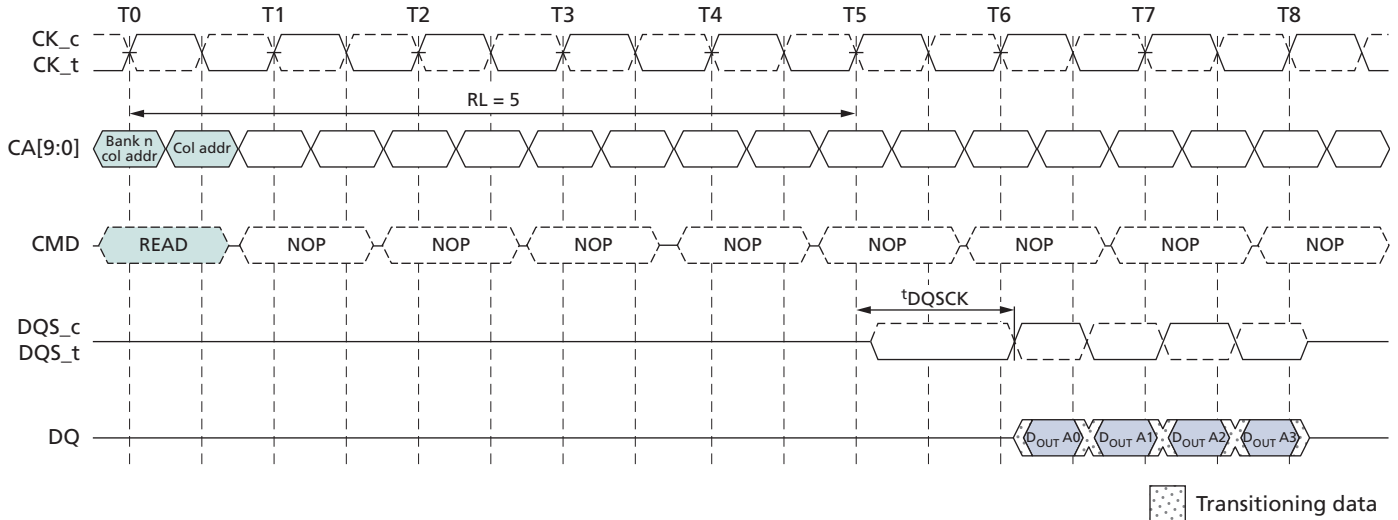 T0 T1 T2 T3 T4 T5 T6 T7 T8
CK_c
CK_t
RL = 5
CA[9:0] Bank n col addr Col addr
CMD READ NOP NOP NOP NOP NOP NOP NOP NOP
tDQSCK
DQS_c
DQS_t
DQ DOUT A0 DOUT A1 DOUT A2 DOUT A3
Transitioning data